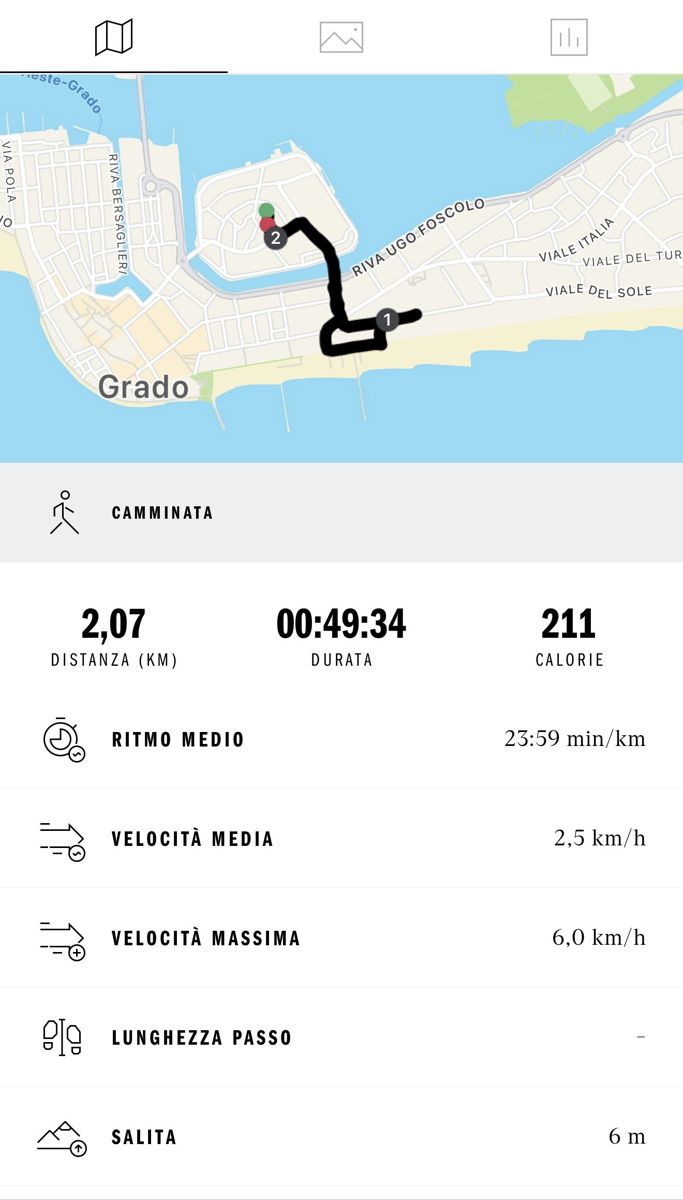 ieste-Grado
VIA POLA
RIVA BERSAGLIERI
RIVA UGO FOSCOLO
VIALE ITALIA
VIALE DEL TUR
VIALE DEL SOLE
2
1
Grado
CAMMINATA
2,07 00:49:34 211
DISTANZA (KM) DURATA CALORIE
RITMO MEDIO 23:59 min/km
VELOCITÀ MEDIA 2,5 km/h
VELOCITÀ MASSIMA 6,0 km/h
LUNGHEZZA PASSO –
SALITA 6 m